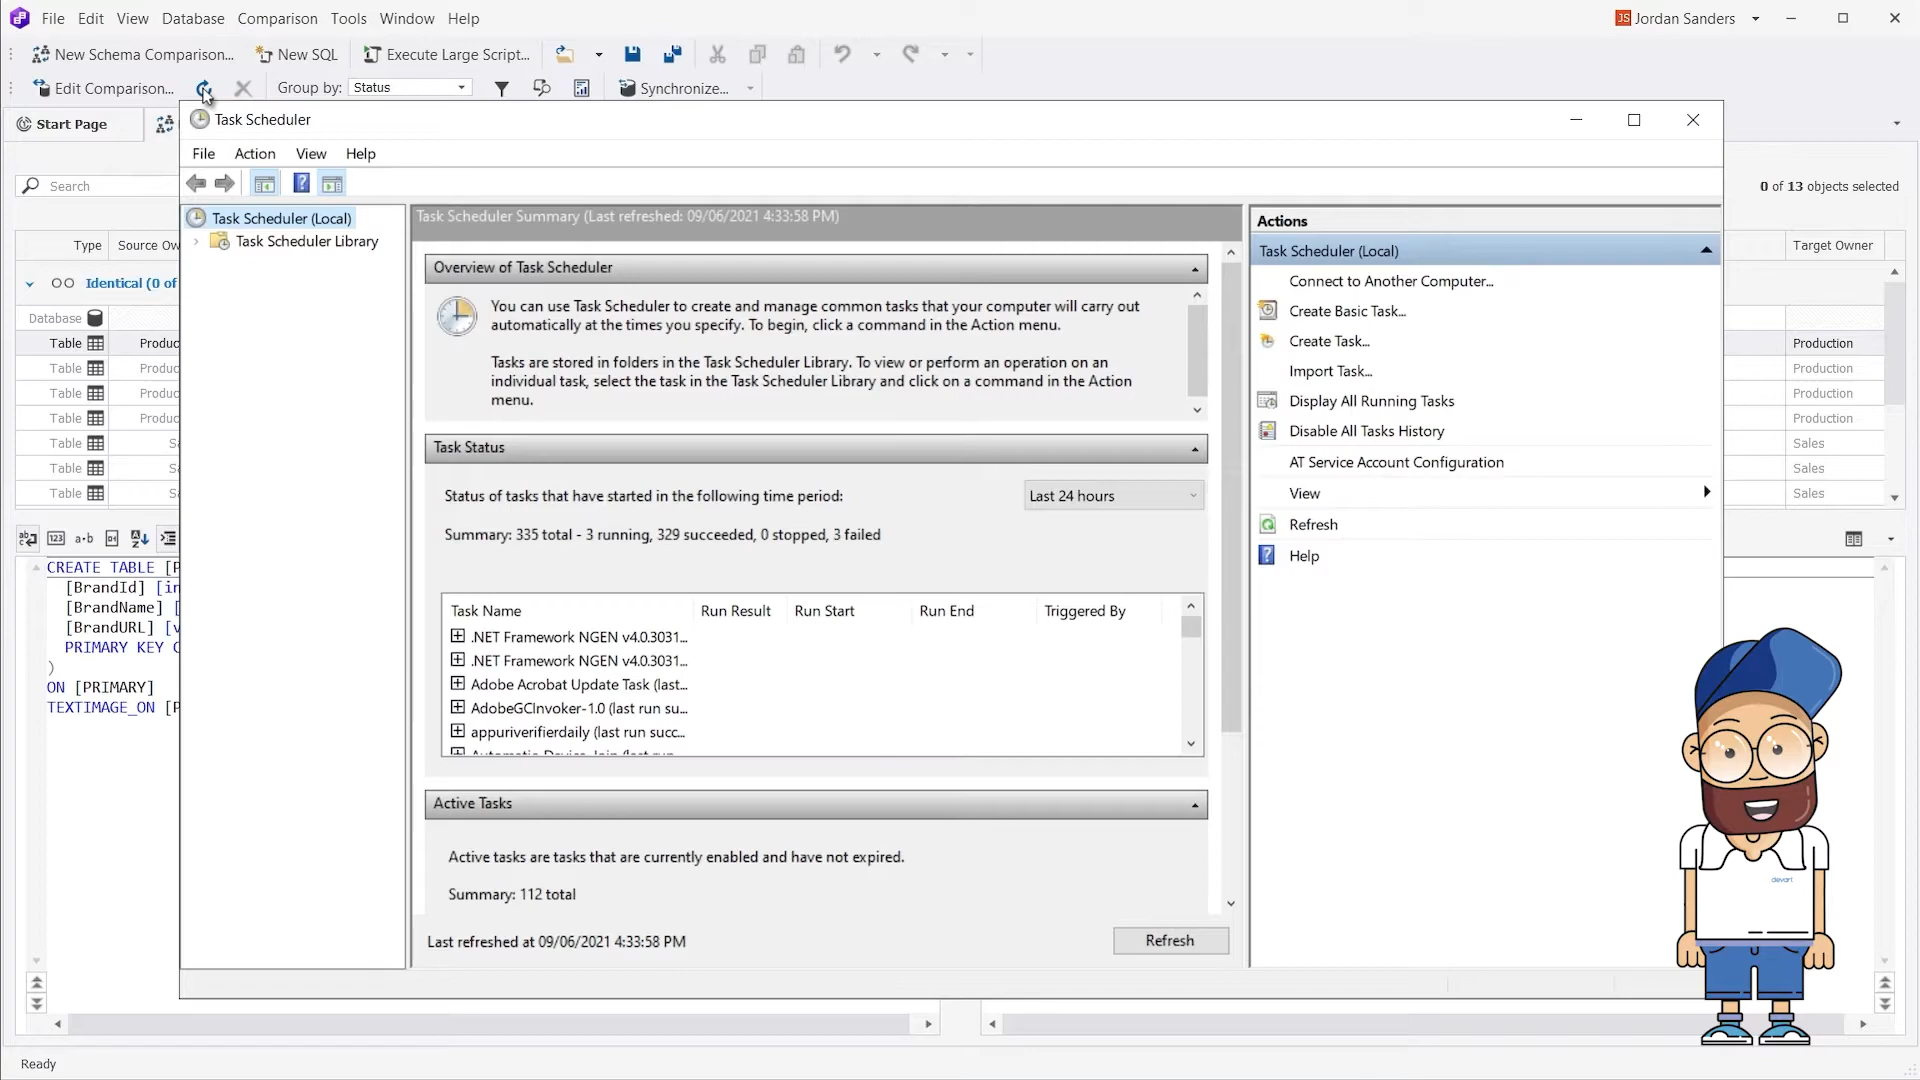 File Edit View Database Comparison Tools Window Help
JS Jordan Sanders
New Schema Comparison... New SQL Execute Large Script...
Edit Comparison... Group by: Status Synchronize...
Start Page
Task Scheduler
File Action View Help
Search
0 of 13 objects selected
Task Scheduler (Local)
Task Scheduler Library
Task Scheduler Summary (Last refreshed: 09/06/2021 4:33:58 PM)
Overview of Task Scheduler
You can use Task Scheduler to create and manage common tasks that your computer will carry out
automatically at the times you specify. To begin, click a command in the Action menu.
Tasks are stored in folders in the Task Scheduler Library. To view or perform an operation on an
individual task, select the task in the Task Scheduler Library and click on a command in the Action
menu.
Task Status
Status of tasks that have started in the following time period:
Last 24 hours
Summary: 335 total - 3 running, 329 succeeded, 0 stopped, 3 failed
Task Name Run Result Run Start Run End Triggered By
.NET Framework NGEN v4.0.3031...
.NET Framework NGEN v4.0.3031...
Adobe Acrobat Update Task (last...
AdobeGCInvoker-1.0 (last run su...
appuriverifierdaily (last run succ...
Active Tasks
Active tasks are tasks that are currently enabled and have not expired.
Summary: 112 total
Last refreshed at 09/06/2021 4:33:58 PM
Refresh
Actions
Task Scheduler (Local)
Connect to Another Computer...
Create Basic Task...
Create Task...
Import Task...
Display All Running Tasks
Disable All Tasks History
AT Service Account Configuration
View
Refresh
Help
Type Source Ow
Identical (0 of
Database
Table Produc
Table Produc
Table Produc
Table Produc
Table Sa
Table Sa
Table Sa
Target Owner
Production
Production
Production
Production
Sales
Sales
Sales
CREATE TABLE [P
[BrandId] [in
[BrandName] [
[BrandURL] [v
PRIMARY KEY C
)
ON [PRIMARY]
TEXTIMAGE_ON [P
devart
Ready